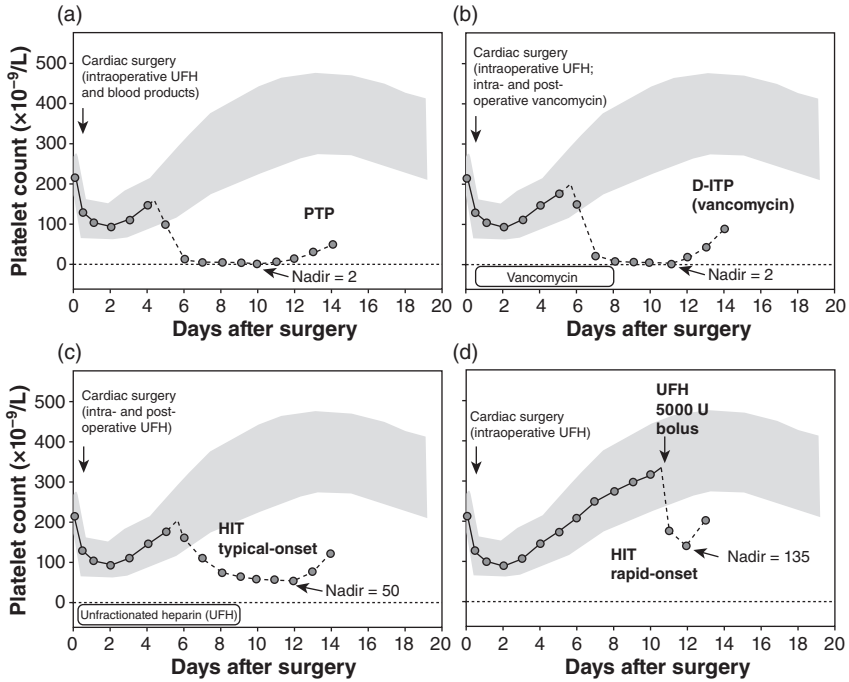 (a)
Platelet count (×10⁻⁹/L)
500
400
300
200
100
0
Cardiac surgery
(intraoperative UFH
and blood products)
PTP
Nadir = 2
0 2 4 6 8 10 12 14 16 18 20
Days after surgery
(b)
Cardiac surgery
(intraoperative UFH;
intra- and post-
operative vancomycin)
D-ITP
(vancomycin)
Nadir = 2
Vancomycin
0 2 4 6 8 10 12 14 16 18 20
Days after surgery
(c)
Platelet count (×10⁻⁹/L)
500
400
300
200
100
0
Cardiac surgery
(intra- and post-
operative UFH)
HIT
typical-onset
Nadir = 50
Unfractionated heparin (UFH)
0 2 4 6 8 10 12 14 16 18 20
Days after surgery
(d)
Cardiac surgery
(intraoperative UFH)
UFH
5000 U
bolus
HIT
rapid-onset
Nadir = 135
0 2 4 6 8 10 12 14 16 18 20
Days after surgery